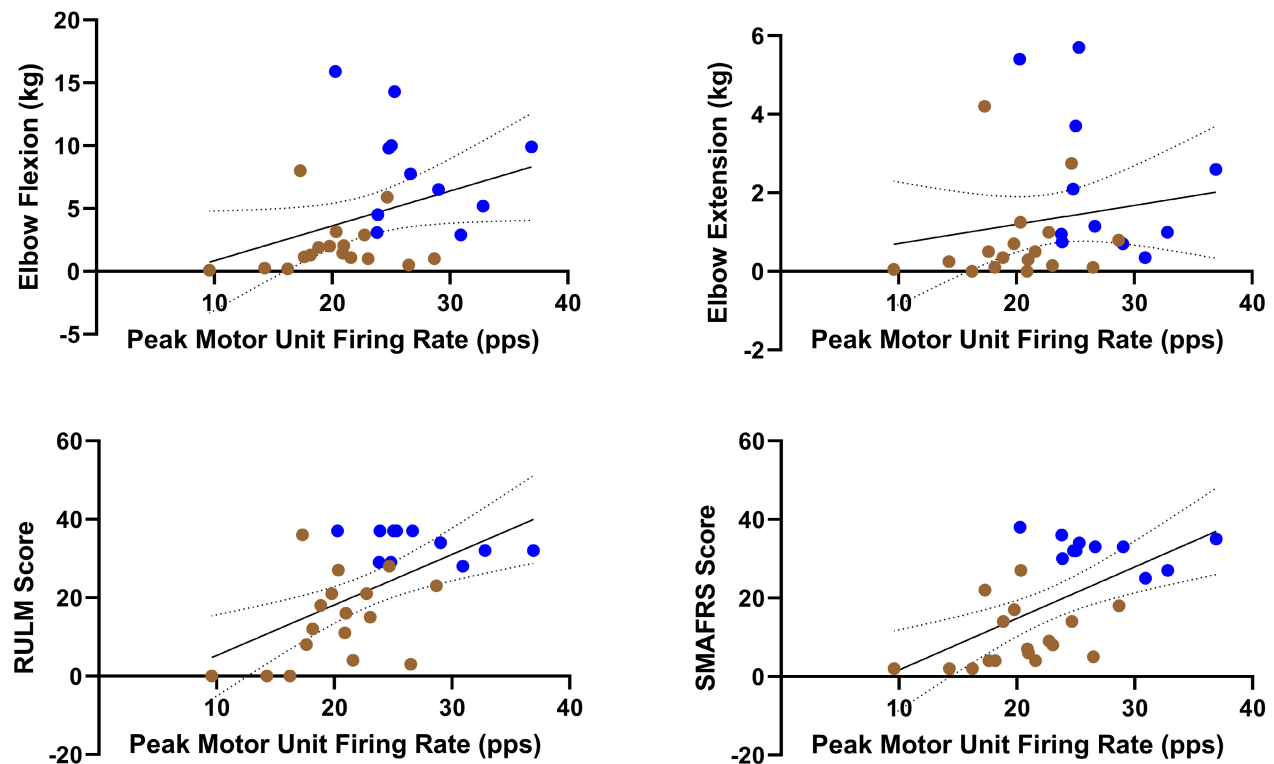 20
15
10
5
0
-5
Elbow Flexion (kg)
10 20 30 40
Peak Motor Unit Firing Rate (pps)
6
4
2
0
-2
Elbow Extension (kg)
10 20 30 40
Peak Motor Unit Firing Rate (pps)
60
40
20
0
-20
RULM Score
10 20 30 40
Peak Motor Unit Firing Rate (pps)
60
40
20
0
-20
SMAFRS Score
10 20 30 40
Peak Motor Unit Firing Rate (pps)